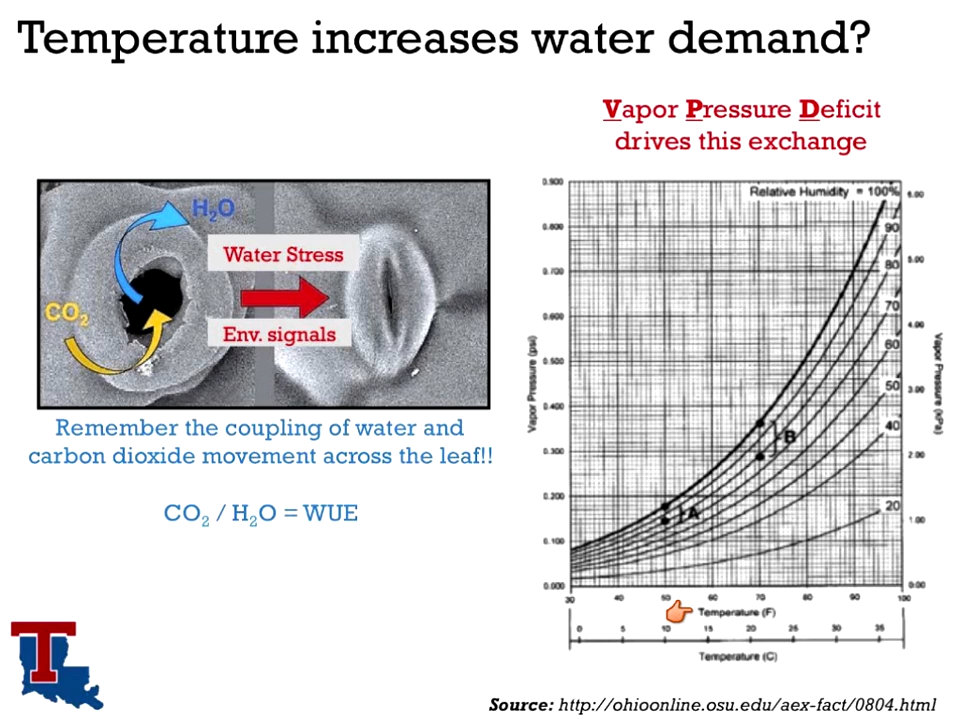 Temperature increases water demand?
Vapor Pressure Deficit
drives this exchange
H₂O
CO₂
Water Stress
Env. signals
Remember the coupling of water and
carbon dioxide movement across the leaf!!
CO₂ / H₂O = WUE
T
Relative Humidity = 100%
90
80
70
60
50
40
20
B
A
Vapor Pressure (psi)
0.900
0.800
0.700
0.600
0.500
0.400
0.300
0.200
0.100
0.000
6.00
5.00
4.00
3.00
2.00
1.00
0.00
Vapor Pressure (kPa)
30 40 50 60 70 80 90 100
Temperature (F)
0 5 10 15 20 25 30 35
Temperature (C)
Source: http://ohioonline.osu.edu/aex-fact/0804.html